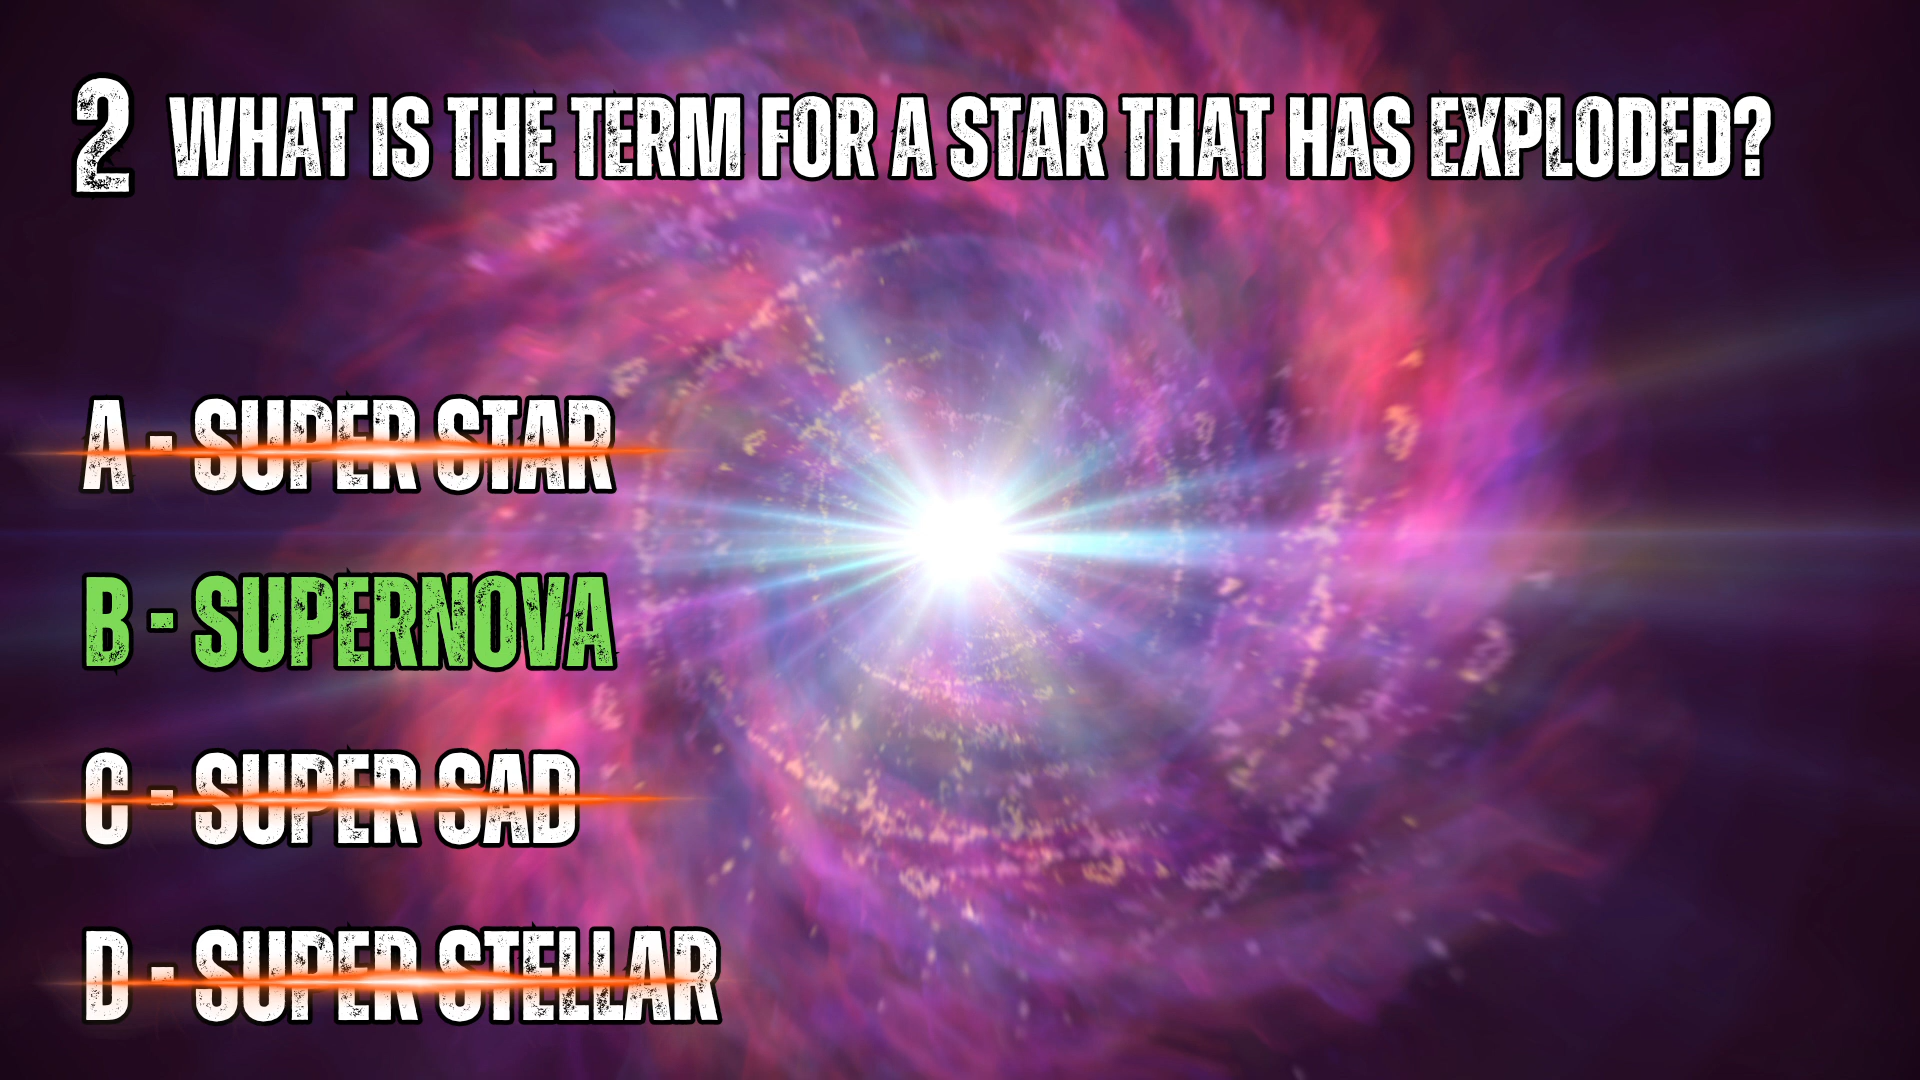 2 WHAT IS THE TERM FOR A STAR THAT HAS EXPLODED?
A - SUPER STAR
B - SUPERNOVA
C - SUPER SAD
D - SUPER STELLAR